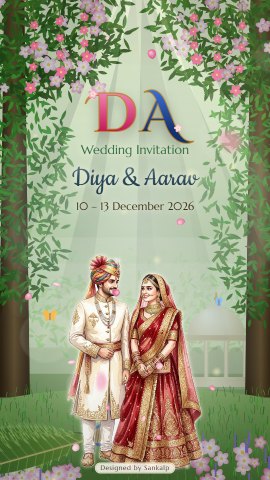 DA
Wedding Invitation
Diya & Aarav
10 – 13 December 2026
Designed by Sankalp